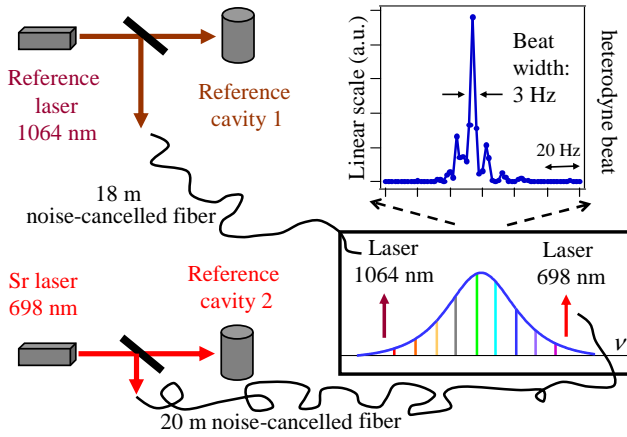 Reference
laser
1064 nm
Reference
cavity 1
18 m
noise-cancelled fiber
Linear scale (a.u.)
Beat
width:
3 Hz
20 Hz
heterodyne beat
Sr laser
698 nm
Reference
cavity 2
Laser
1064 nm
Laser
698 nm
ν
20 m noise-cancelled fiber